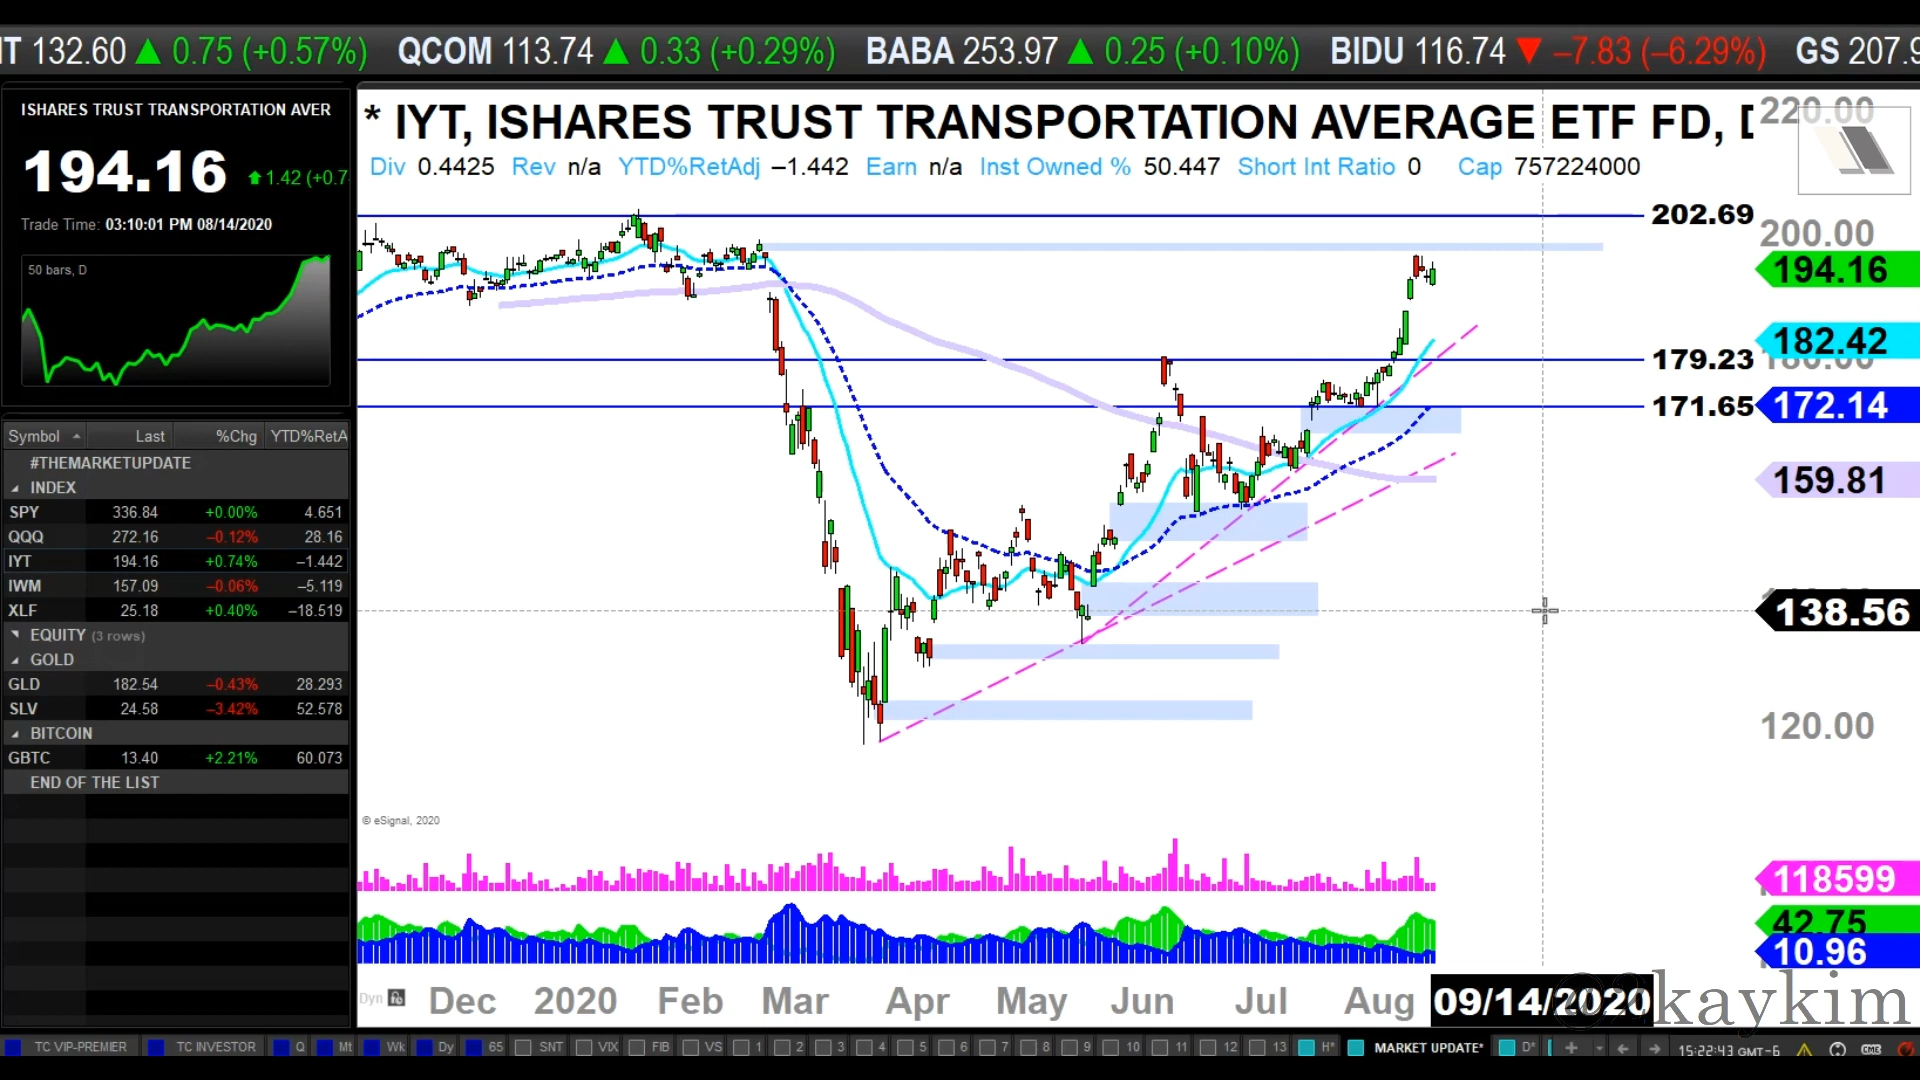 IT 132.60 ▲ 0.75 (+0.57%) QCOM 113.74 ▲ 0.33 (+0.29%) BABA 253.97 ▲ 0.25 (+0.10%) BIDU 116.74 ▼ –7.83 (–6.29%) GS 207.9
ISHARES TRUST TRANSPORTATION AVER
194.16 1.42 (+0.7
Trade Time: 03:10:01 PM 08/14/2020
50 bars, D
Symbol Last %Chg YTD%RetA
#THEMARKETUPDATE
INDEX
SPY 336.84 +0.00% 4.651
QQQ 272.16 –0.12% 28.16
IYT 194.16 +0.74% –1.442
IWM 157.09 –0.06% –5.119
XLF 25.18 +0.40% –18.519
EQUITY (3 rows)
GOLD
GLD 182.54 –0.43% 28.293
SLV 24.58 –3.42% 52.578
BITCOIN
GBTC 13.40 +2.21% 60.073
END OF THE LIST
* IYT, ISHARES TRUST TRANSPORTATION AVERAGE ETF FD, D
Div 0.4425 Rev n/a YTD%RetAdj –1.442 Earn n/a Inst Owned % 50.447 Short Int Ratio 0 Cap 757224000
220.00
202.69
200.00
194.16
182.42
179.23 180.00
171.65 172.14
159.81
138.56
120.00
© eSignal, 2020
118599
42.75
10.96
Dyn Dec 2020 Feb Mar Apr May Jun Jul Aug 09/14/2020
kaykim
TC VIP-PREMIER TC INVESTOR Q Mt Wk Dy 65 SNT VIX FIB VS 1 2 3 4 5 6 7 8 9 10 11 12 13 H* MARKET UPDATE* D* 15:22:43 GMT-6 CME